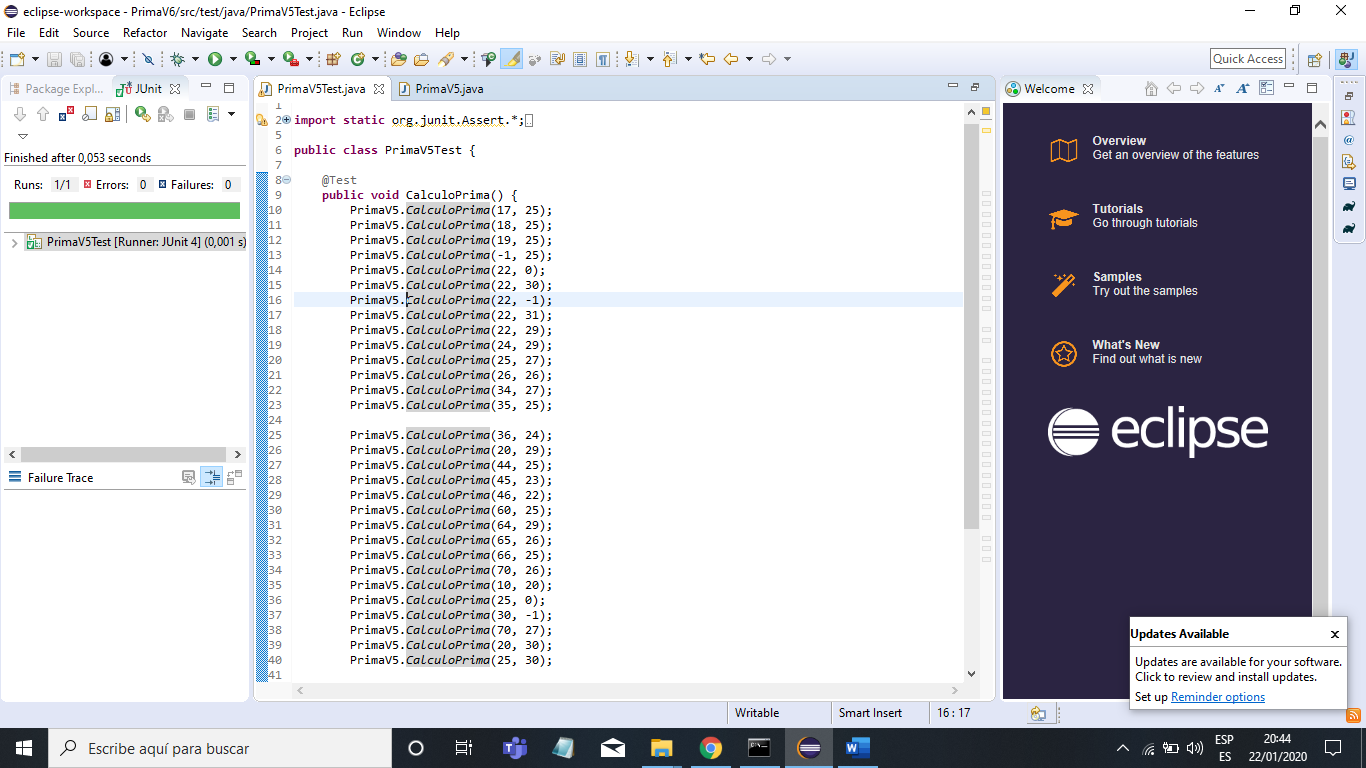 eclipse-workspace - PrimaV6/src/test/java/PrimaV5Test.java - Eclipse
File Edit Source Refactor Navigate Search Project Run Window Help
Quick Access
Package Expl... JUnit
PrimaV5Test.java PrimaV5.java
Welcome
Finished after 0,053 seconds
Runs: 1/1 Errors: 0 Failures: 0
PrimaV5Test [Runner: JUnit 4] (0,001 s)
Failure Trace
1
2 import static org.junit.Assert.*;
5
6 public class PrimaV5Test {
7
8 @Test
9 public void CalculoPrima() {
10 PrimaV5.CalculoPrima(17, 25);
11 PrimaV5.CalculoPrima(18, 25);
12 PrimaV5.CalculoPrima(19, 25);
13 PrimaV5.CalculoPrima(-1, 25);
14 PrimaV5.CalculoPrima(22, 0);
15 PrimaV5.CalculoPrima(22, 30);
16 PrimaV5.CalculoPrima(22, -1);
17 PrimaV5.CalculoPrima(22, 31);
18 PrimaV5.CalculoPrima(22, 29);
19 PrimaV5.CalculoPrima(24, 29);
20 PrimaV5.CalculoPrima(25, 27);
21 PrimaV5.CalculoPrima(26, 26);
22 PrimaV5.CalculoPrima(34, 27);
23 PrimaV5.CalculoPrima(35, 25);
24
25 PrimaV5.CalculoPrima(36, 24);
26 PrimaV5.CalculoPrima(20, 29);
27 PrimaV5.CalculoPrima(44, 25);
28 PrimaV5.CalculoPrima(45, 23);
29 PrimaV5.CalculoPrima(46, 22);
30 PrimaV5.CalculoPrima(60, 25);
31 PrimaV5.CalculoPrima(64, 29);
32 PrimaV5.CalculoPrima(65, 26);
33 PrimaV5.CalculoPrima(66, 25);
34 PrimaV5.CalculoPrima(70, 26);
35 PrimaV5.CalculoPrima(10, 20);
36 PrimaV5.CalculoPrima(25, 0);
37 PrimaV5.CalculoPrima(30, -1);
38 PrimaV5.CalculoPrima(70, 27);
39 PrimaV5.CalculoPrima(20, 30);
40 PrimaV5.CalculoPrima(25, 30);
41
Overview
Get an overview of the features
Tutorials
Go through tutorials
Samples
Try out the samples
What's New
Find out what is new
eclipse
Updates Available
Updates are available for your software.
Click to review and install updates.
Set up Reminder options
Writable Smart Insert 16 : 17
Escribe aquí para buscar
ESP
ES
20:44
22/01/2020